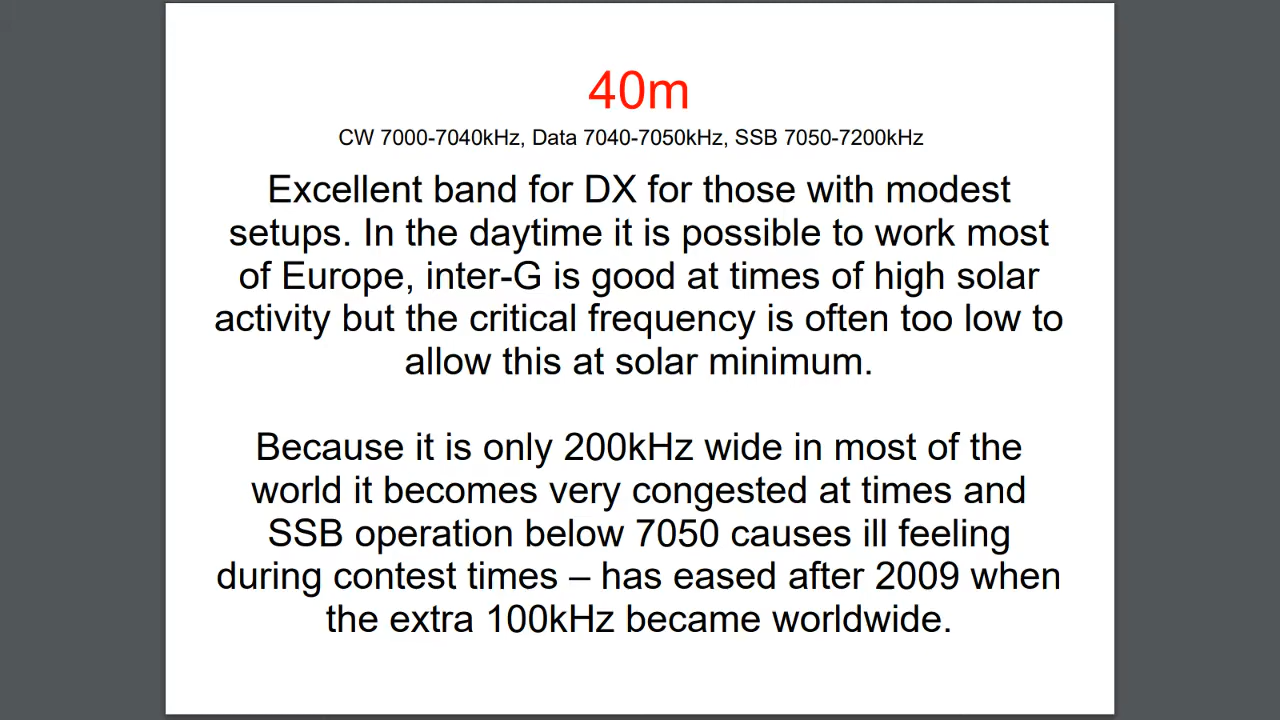 40m
CW 7000-7040kHz, Data 7040-7050kHz, SSB 7050-7200kHz
Excellent band for DX for those with modest
setups. In the daytime it is possible to work most
of Europe, inter-G is good at times of high solar
activity but the critical frequency is often too low to
allow this at solar minimum.
Because it is only 200kHz wide in most of the
world it becomes very congested at times and
SSB operation below 7050 causes ill feeling
during contest times – has eased after 2009 when
the extra 100kHz became worldwide.